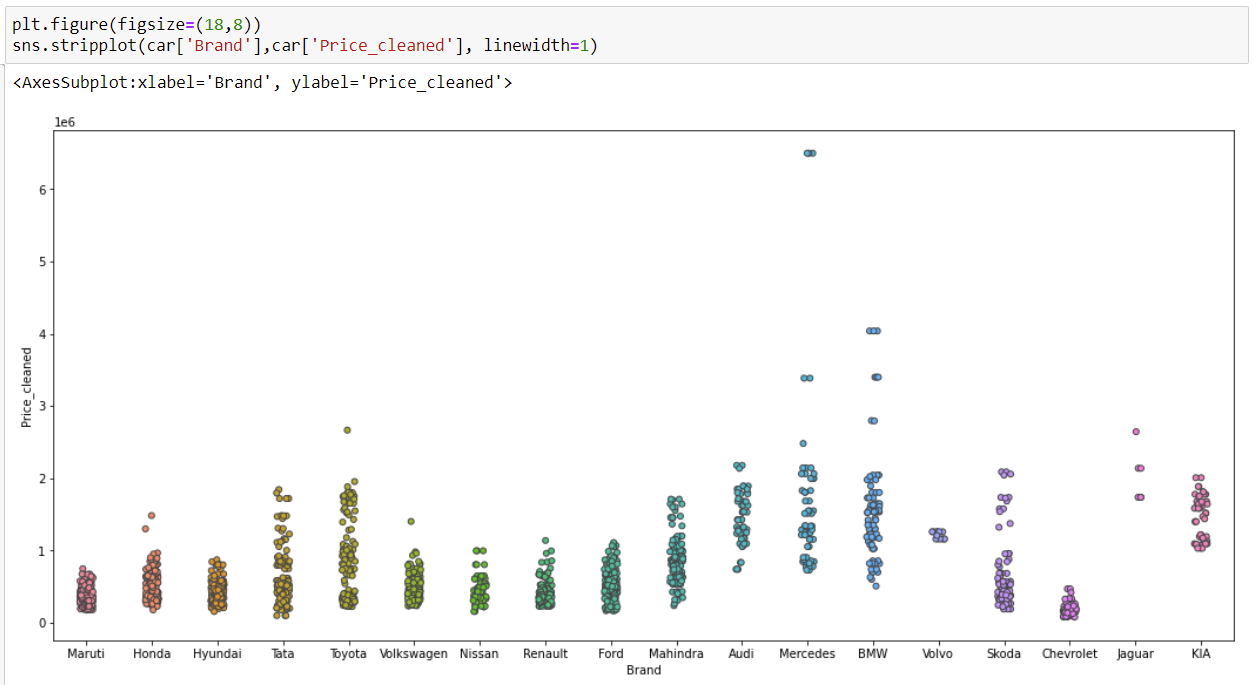 plt.figure(figsize=(18,8))
sns.stripplot(car['Brand'],car['Price_cleaned'], linewidth=1)
<AxesSubplot:xlabel='Brand', ylabel='Price_cleaned'>
1e6
6
5
4
3
2
1
0
Price_cleaned
Maruti Honda Hyundai Tata Toyota Volkswagen Nissan Renault Ford Mahindra Audi Mercedes BMW Volvo Skoda Chevrolet Jaguar KIA
Brand